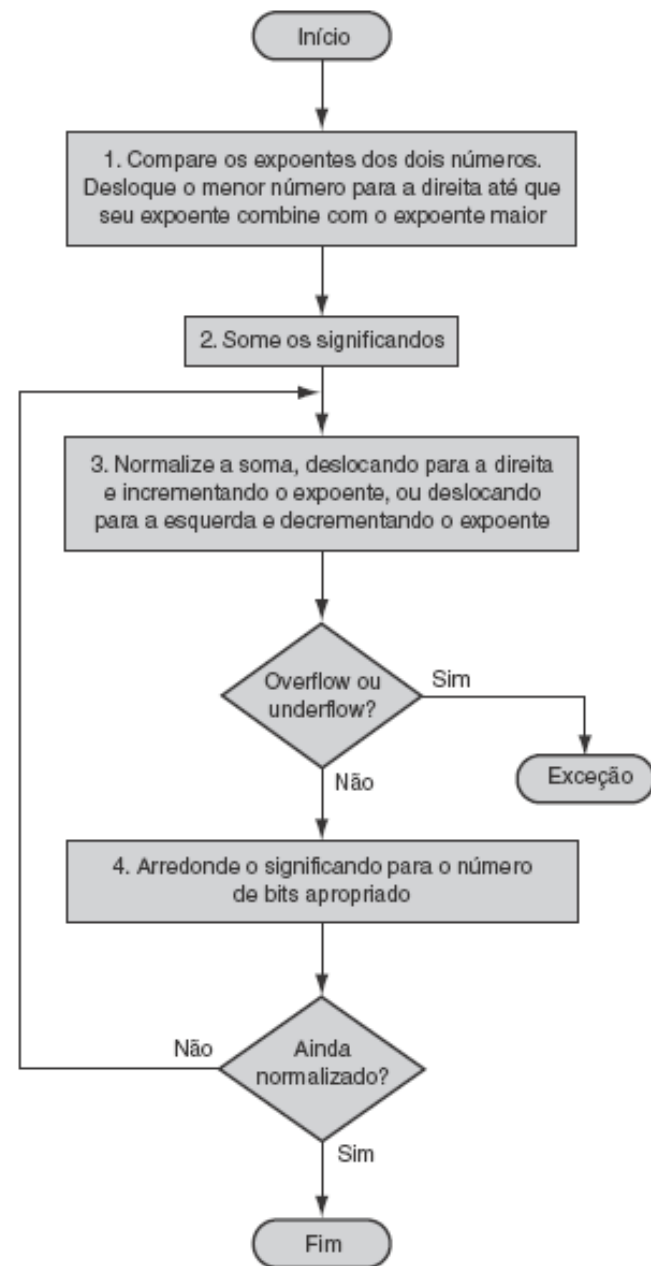 Início
1. Compare os expoentes dos dois números.
Desloque o menor número para a direita até que
seu expoente combine com o expoente maior
2. Some os significandos
3. Normalize a soma, deslocando para a direita
e incrementando o expoente, ou deslocando
para a esquerda e decrementando o expoente
Overflow ou
underflow?
Sim
Exceção
Não
4. Arredonde o significando para o número
de bits apropriado
Não
Ainda
normalizado?
Sim
Fim